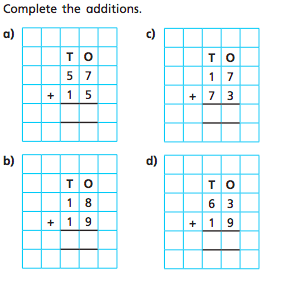 Complete the additions.
a)
T O
5 7
+ 1 5
b)
T O
1 8
+ 1 9
c)
T O
1 7
+ 7 3
d)
T O
6 3
+ 1 9